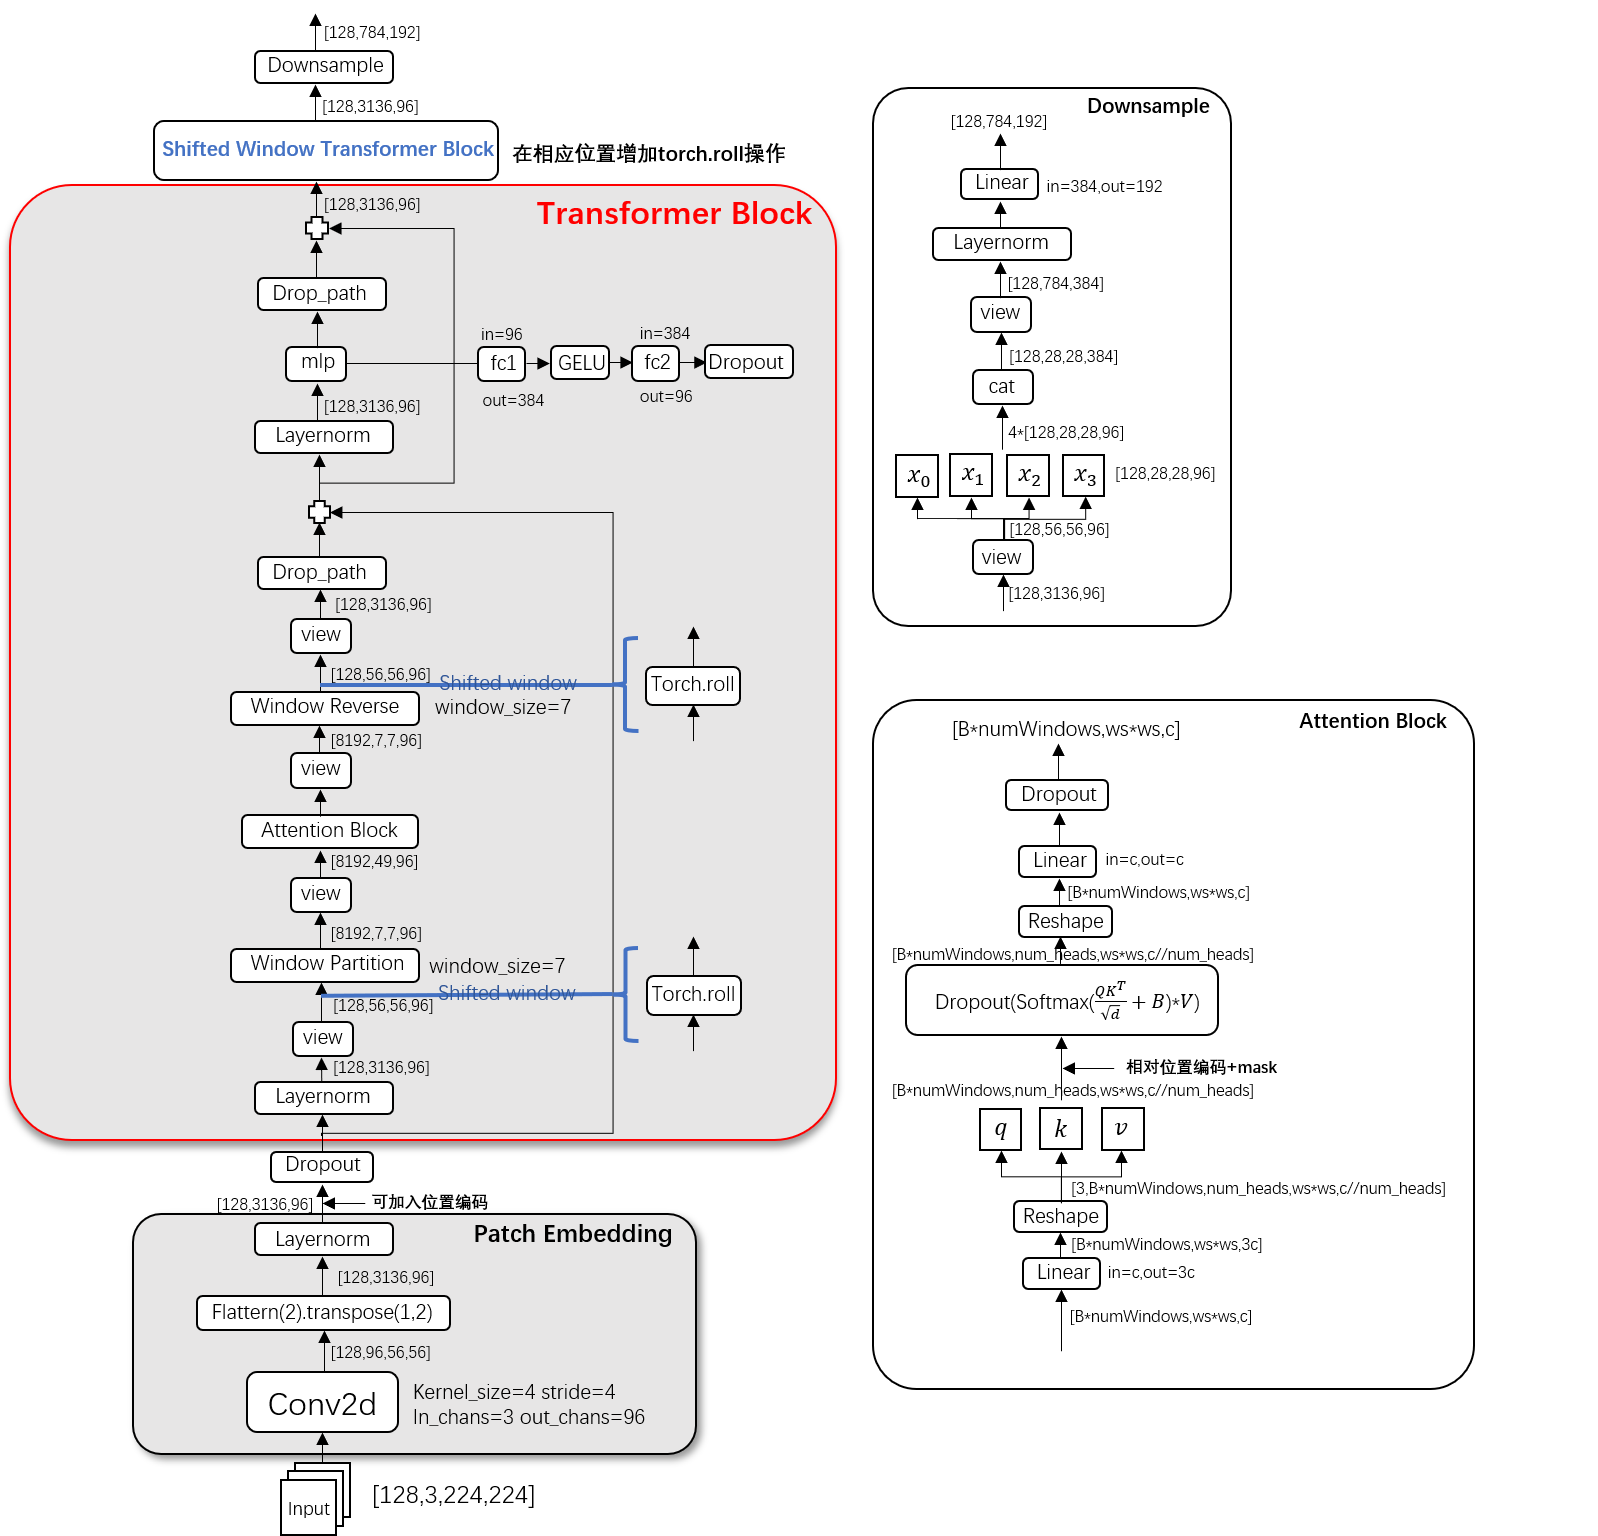 [128,784,192]
Downsample
[128,3136,96]
Shifted Window Transformer Block
在相应位置增加torch.roll操作
Transformer Block
[128,3136,96]
Drop_path
mlp
in=96
fc1
out=384
GELU
in=384
fc2
out=96
Dropout
[128,3136,96]
Layernorm
Drop_path
[128,3136,96]
view
[128,56,56,96]
Shifted window
Torch.roll
Window Reverse
window_size=7
[8192,7,7,96]
view
Attention Block
[8192,49,96]
view
[8192,7,7,96]
Window Partition
window_size=7
Shifted window
Torch.roll
[128,56,56,96]
view
[128,3136,96]
Layernorm
Dropout
[128,3136,96]
可加入位置编码
Patch Embedding
Layernorm
[128,3136,96]
Flattern(2).transpose(1,2)
[128,96,56,56]
Conv2d
Kernel_size=4 stride=4
In_chans=3 out_chans=96
Input
[128,3,224,224]
Downsample
[128,784,192]
Linear
in=384,out=192
Layernorm
[128,784,384]
view
[128,28,28,384]
cat
4*[128,28,28,96]
x₀ x₁ x₂ x₃
[128,28,28,96]
[128,56,56,96]
view
[128,3136,96]
Attention Block
[B*numWindows,ws*ws,c]
Dropout
Linear
in=c,out=c
[B*numWindows,ws*ws,c]
Reshape
[B*numWindows,num_heads,ws*ws,c//num_heads]
Dropout(Softmax(QKᵀ/√d + B)*V)
相对位置编码+mask
[B*numWindows,num_heads,ws*ws,c//num_heads]
q k v
[3,B*numWindows,num_heads,ws*ws,c//num_heads]
Reshape
[B*numWindows,ws*ws,3c]
Linear
in=c,out=3c
[B*numWindows,ws*ws,c]